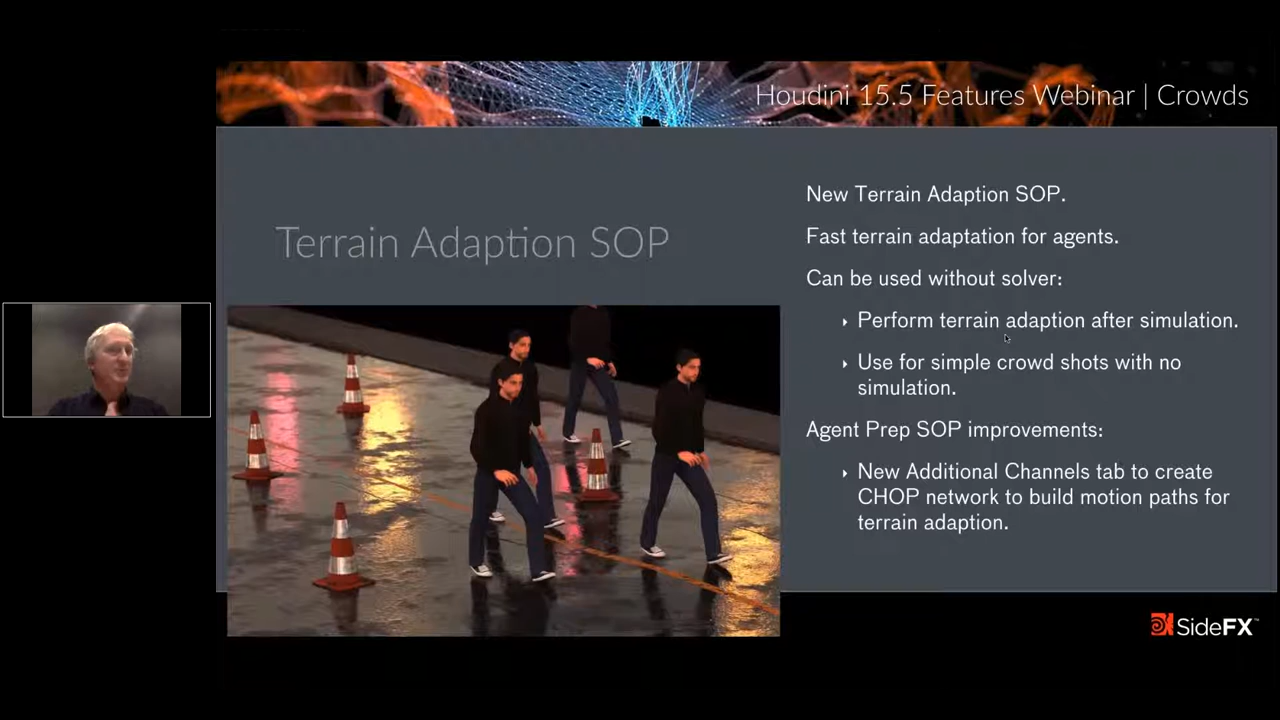 Houdini 15.5 Features Webinar | Crowds
Terrain Adaption SOP
New Terrain Adaption SOP.
Fast terrain adaptation for agents.
Can be used without solver:
Perform terrain adaption after simulation.
Use for simple crowd shots with no
simulation.
Agent Prep SOP improvements:
New Additional Channels tab to create
CHOP network to build motion paths for
terrain adaption.
SideFX™